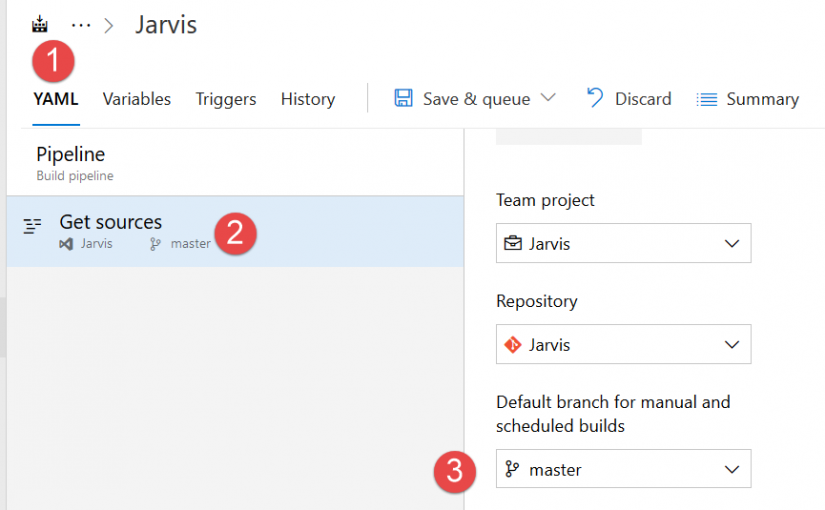 ... > Jarvis
1
YAML Variables Triggers History Save & queue Discard Summary
Pipeline
Build pipeline
Get sources
Jarvis master
2
Team project
Jarvis
Repository
Jarvis
Default branch for manual and
scheduled builds
3
master